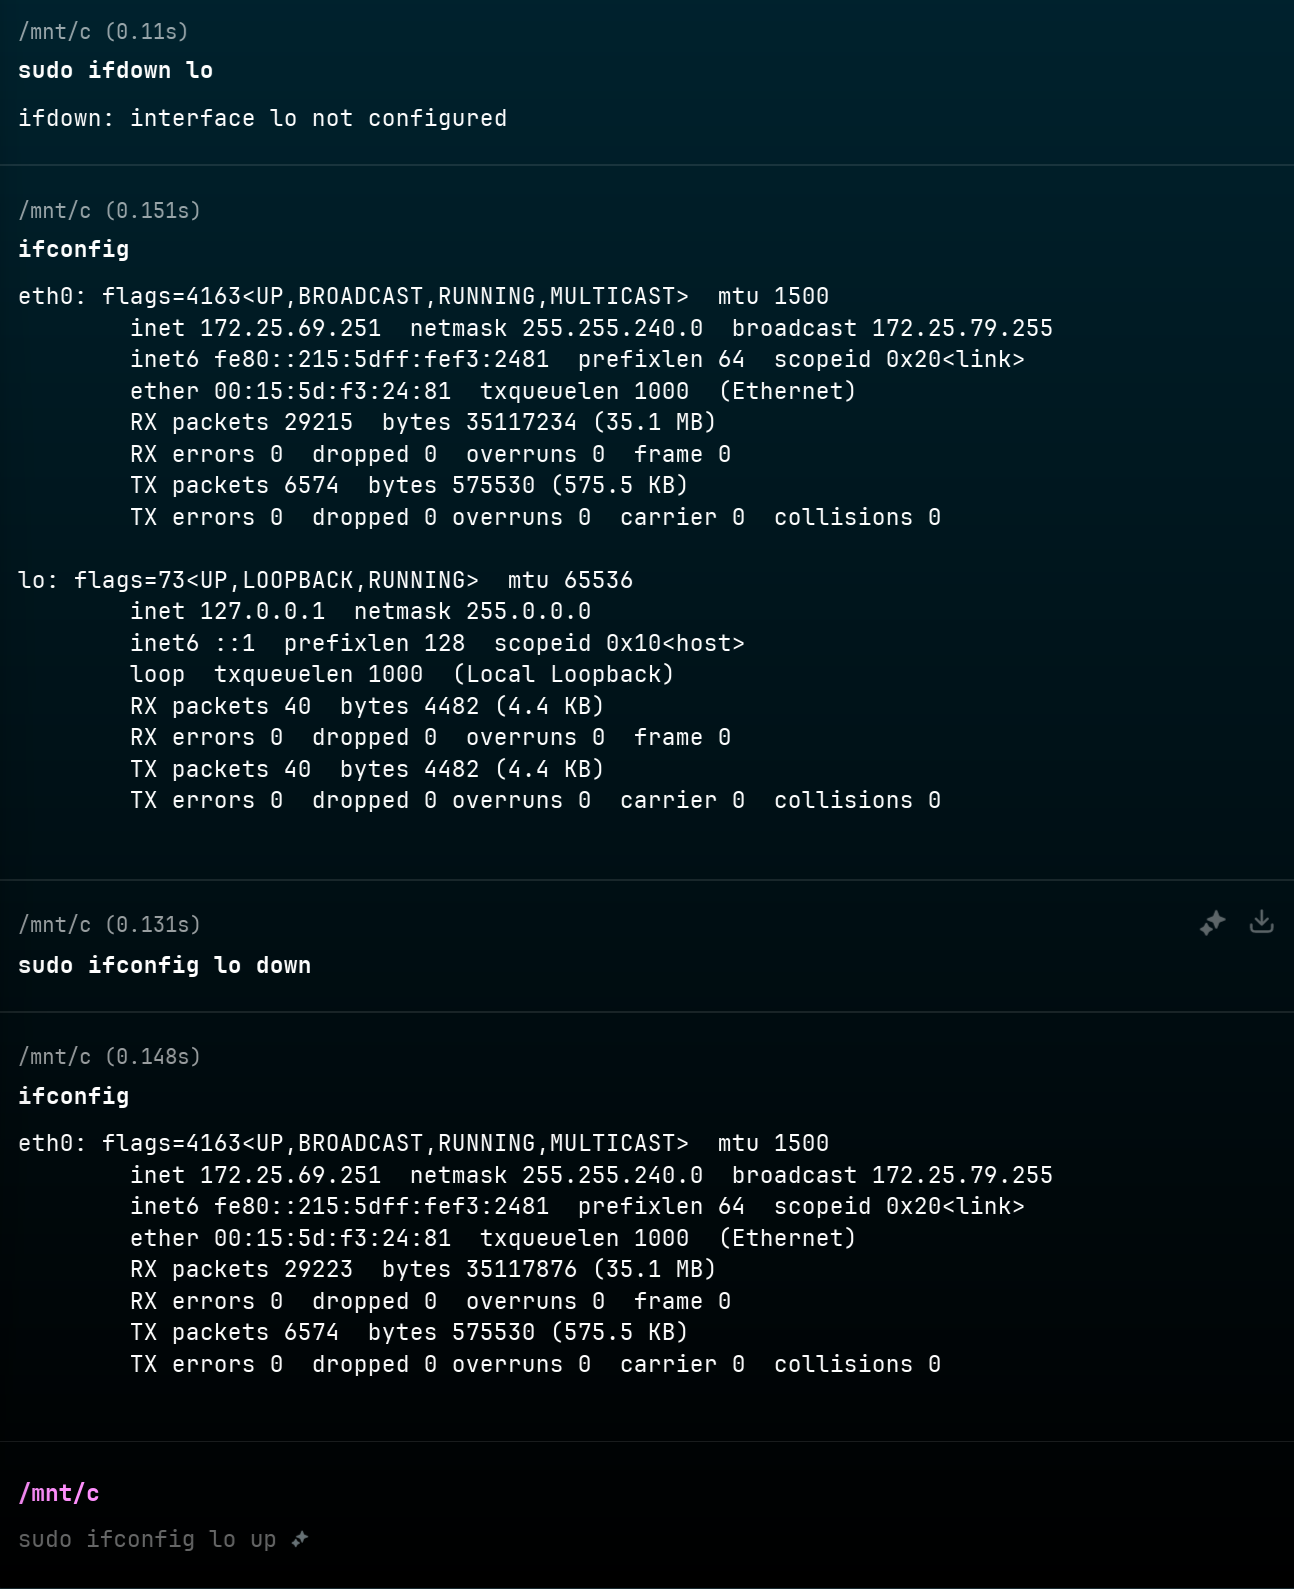 /mnt/c (0.11s)
sudo ifdown lo
ifdown: interface lo not configured
/mnt/c (0.151s)
ifconfig
eth0: flags=4163<UP,BROADCAST,RUNNING,MULTICAST>  mtu 1500
        inet 172.25.69.251  netmask 255.255.240.0  broadcast 172.25.79.255
        inet6 fe80::215:5dff:fef3:2481  prefixlen 64  scopeid 0x20<link>
        ether 00:15:5d:f3:24:81  txqueuelen 1000  (Ethernet)
        RX packets 29215  bytes 35117234 (35.1 MB)
        RX errors 0  dropped 0  overruns 0  frame 0
        TX packets 6574  bytes 575530 (575.5 KB)
        TX errors 0  dropped 0 overruns 0  carrier 0  collisions 0
lo: flags=73<UP,LOOPBACK,RUNNING>  mtu 65536
        inet 127.0.0.1  netmask 255.0.0.0
        inet6 ::1  prefixlen 128  scopeid 0x10<host>
        loop  txqueuelen 1000  (Local Loopback)
        RX packets 40  bytes 4482 (4.4 KB)
        RX errors 0  dropped 0  overruns 0  frame 0
        TX packets 40  bytes 4482 (4.4 KB)
        TX errors 0  dropped 0 overruns 0  carrier 0  collisions 0
/mnt/c (0.131s)
sudo ifconfig lo down
/mnt/c (0.148s)
ifconfig
eth0: flags=4163<UP,BROADCAST,RUNNING,MULTICAST>  mtu 1500
        inet 172.25.69.251  netmask 255.255.240.0  broadcast 172.25.79.255
        inet6 fe80::215:5dff:fef3:2481  prefixlen 64  scopeid 0x20<link>
        ether 00:15:5d:f3:24:81  txqueuelen 1000  (Ethernet)
        RX packets 29223  bytes 35117876 (35.1 MB)
        RX errors 0  dropped 0  overruns 0  frame 0
        TX packets 6574  bytes 575530 (575.5 KB)
        TX errors 0  dropped 0 overruns 0  carrier 0  collisions 0
/mnt/c
sudo ifconfig lo up